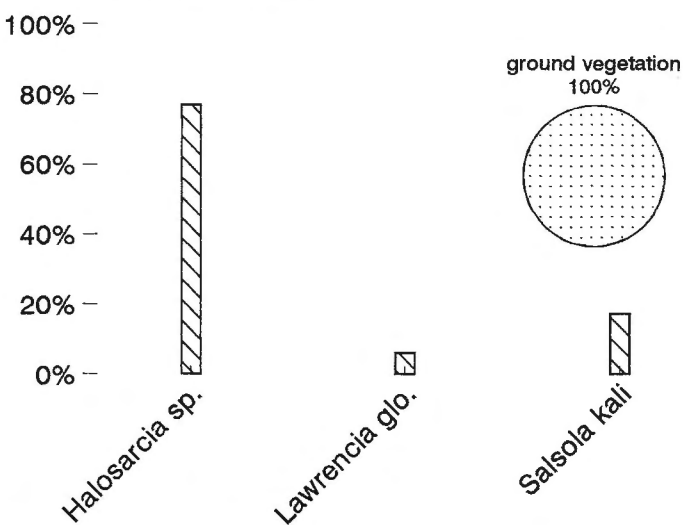 100%
80%
60%
40%
20%
0%
ground vegetation
100%
Halosarcia sp.
Lawrencia glo.
Salsola kali